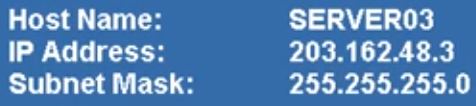 Host Name: SERVER03
IP Address: 203.162.48.3
Subnet Mask: 255.255.255.0